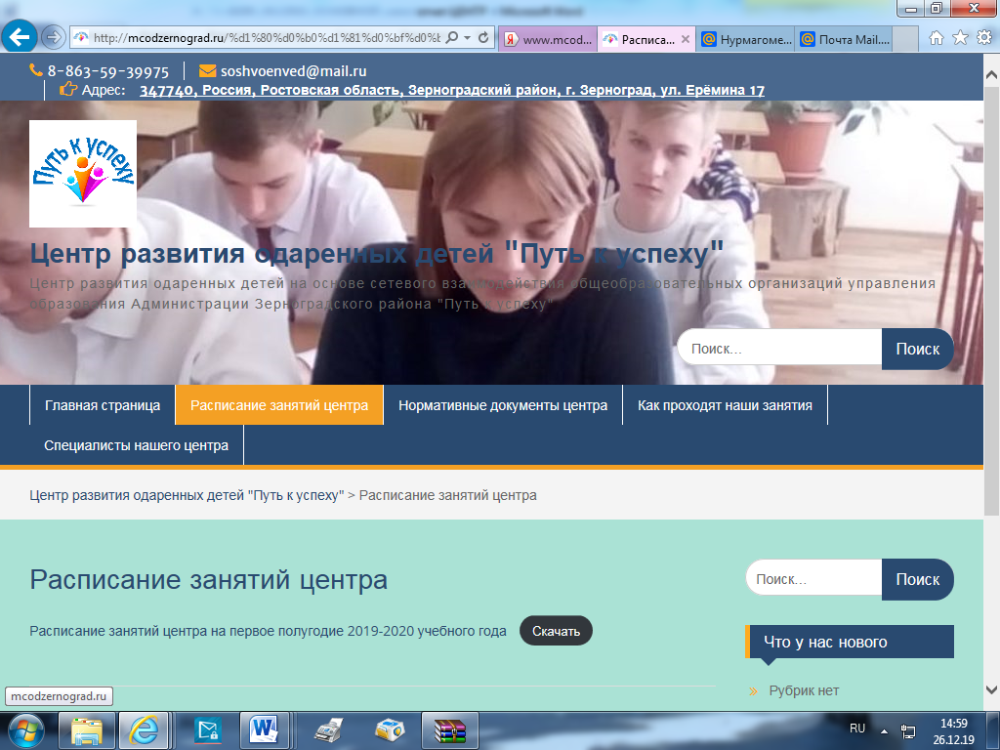 http://mcodzernograd.ru/%d1%80%d0%b0%d1%81%d0%bf%d0%b
www.mcod...
Расписа...
Нурмагоме...
Почта Mail....
8-863-59-39975
soshvoenved@mail.ru
Адрес: 347740, Россия, Ростовская область, Зерноградский район, г. Зерноград, ул. Ерёмина 17
Путь к успеху
Центр развития одаренных детей "Путь к успеху"
Центр развития одаренных детей на основе сетевого взаимодействия общеобразовательных организаций управления
образования Администрации Зерноградского района "Путь к успеху"
Поиск...
Поиск
Главная страница
Расписание занятий центра
Нормативные документы центра
Как проходят наши занятия
Специалисты нашего центра
Центр развития одаренных детей "Путь к успеху" > Расписание занятий центра
Расписание занятий центра
Поиск...
Поиск
Расписание занятий центра на первое полугодие 2019-2020 учебного года
Скачать
Что у нас нового
Рубрик нет
mcodzernograd.ru
RU
14:59
26.12.19